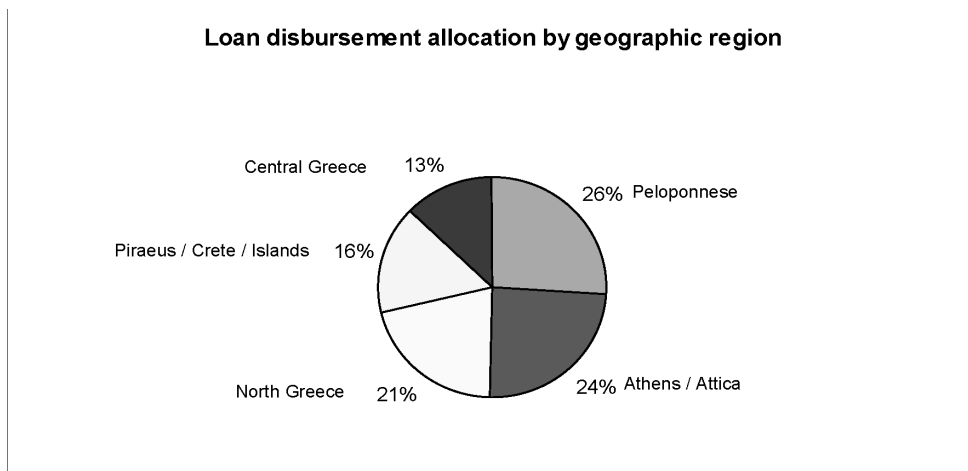 Loan disbursement allocation by geographic region
Central Greece 13%
26% Peloponnese
Piraeus / Crete / Islands 16%
North Greece 21%
24% Athens / Attica